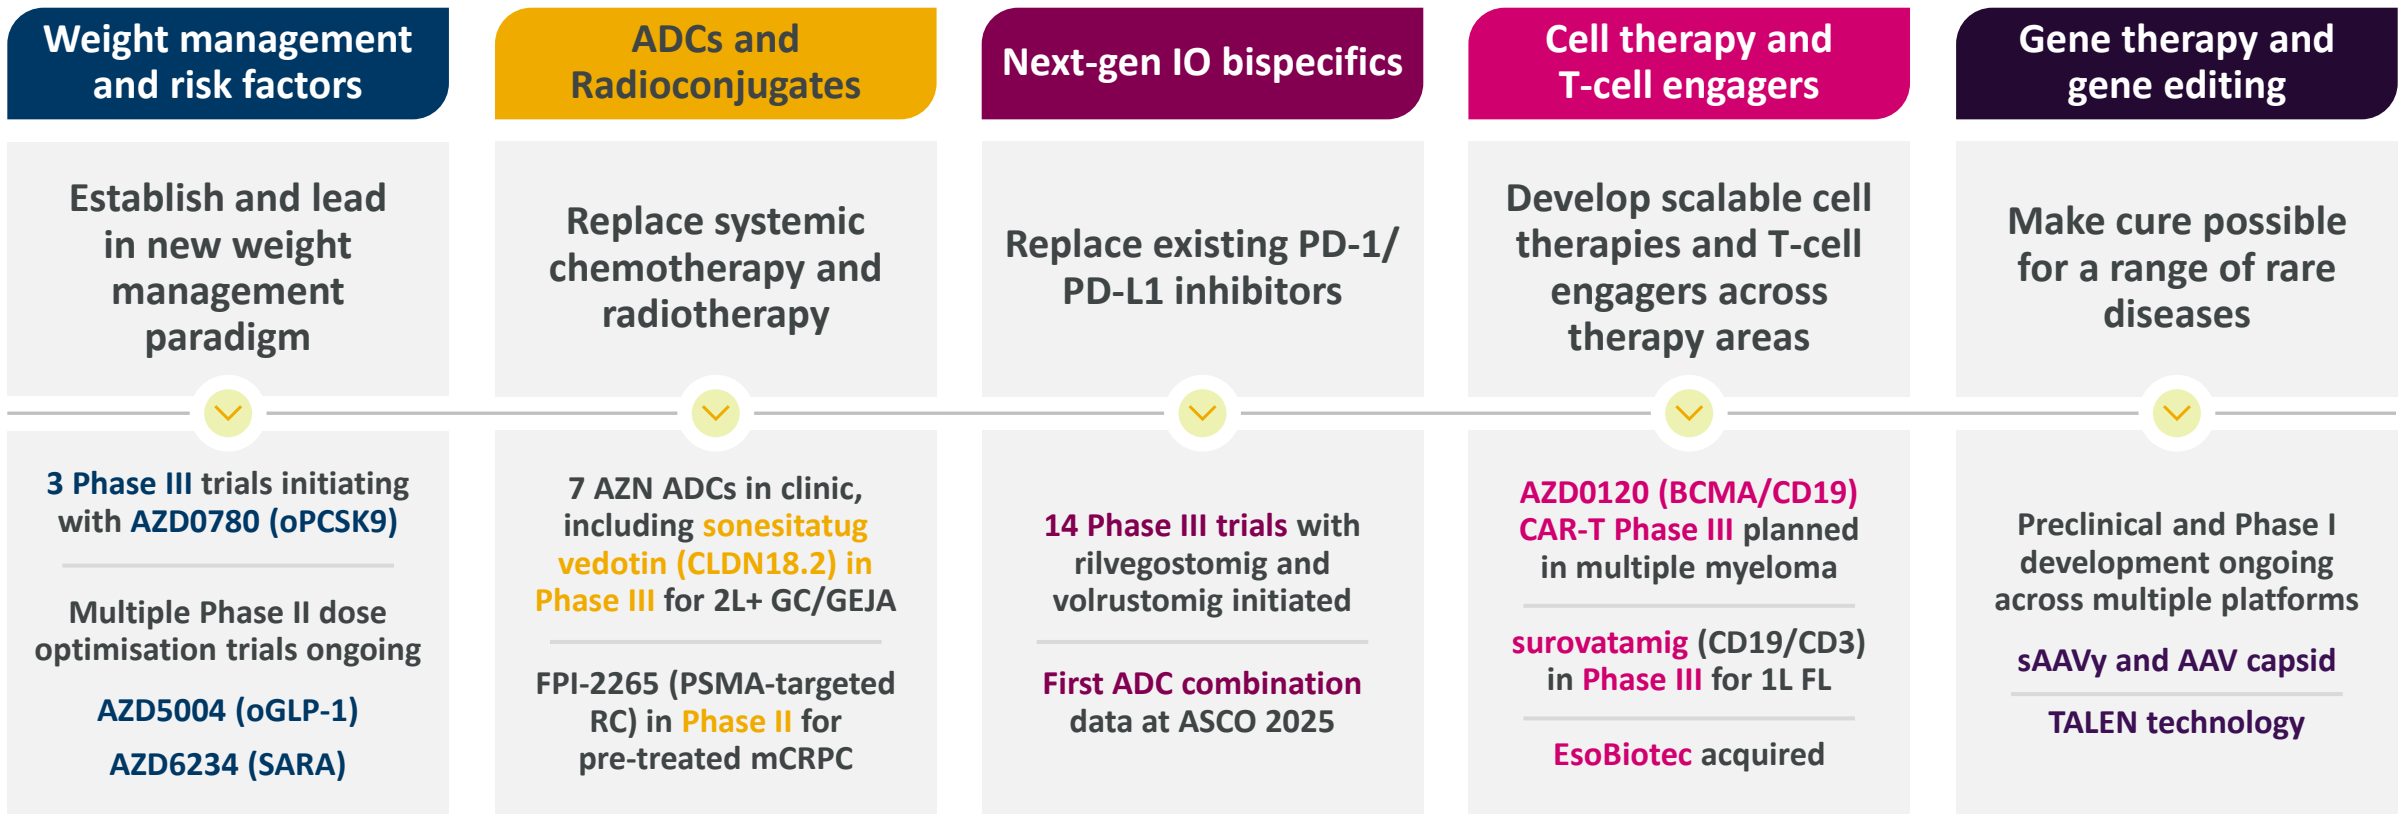 Weight management
and risk factors
Establish and lead
in new weight
management
paradigm
3 Phase III trials initiating
with AZD0780 (oPCSK9)
Multiple Phase II dose
optimisation trials ongoing
AZD5004 (oGLP-1)
AZD6234 (SARA)
ADCs and
Radioconjugates
Replace systemic
chemotherapy and
radiotherapy
7 AZN ADCs in clinic,
including sonesitatug
vedotin (CLDN18.2) in
Phase III for 2L+ GC/GEJA
FPI-2265 (PSMA-targeted
RC) in Phase II for
pre-treated mCRPC
Next-gen IO bispecifics
Replace existing PD-1/
PD-L1 inhibitors
14 Phase III trials with
rilvegostomig and
volrustomig initiated
First ADC combination
data at ASCO 2025
Cell therapy and
T-cell engagers
Develop scalable cell
therapies and T-cell
engagers across
therapy areas
AZD0120 (BCMA/CD19)
CAR-T Phase III planned
in multiple myeloma
surovatamig (CD19/CD3)
in Phase III for 1L FL
EsoBiotec acquired
Gene therapy and
gene editing
Make cure possible
for a range of rare
diseases
Preclinical and Phase I
development ongoing
across multiple platforms
sAAVy and AAV capsid
TALEN technology